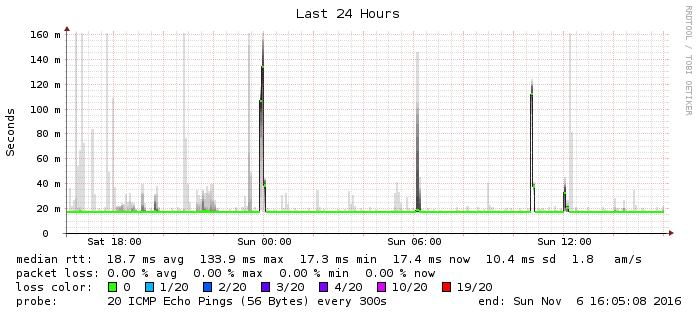 Last 24 Hours
RRDTOOL / TOBI OETIKER
Seconds
160 m
140 m
120 m
100 m
80 m
60 m
40 m
20 m
0
Sat 18:00 Sun 00:00 Sun 06:00 Sun 12:00
median rtt: 18.7 ms avg 133.9 ms max 17.3 ms min 17.4 ms now 10.4 ms sd 1.8 am/s
packet loss: 0.00 % avg 0.00 % max 0.00 % min 0.00 % now
loss color: 0 1/20 2/20 3/20 4/20 10/20 19/20
probe: 20 ICMP Echo Pings (56 Bytes) every 300s end: Sun Nov 6 16:05:08 2016